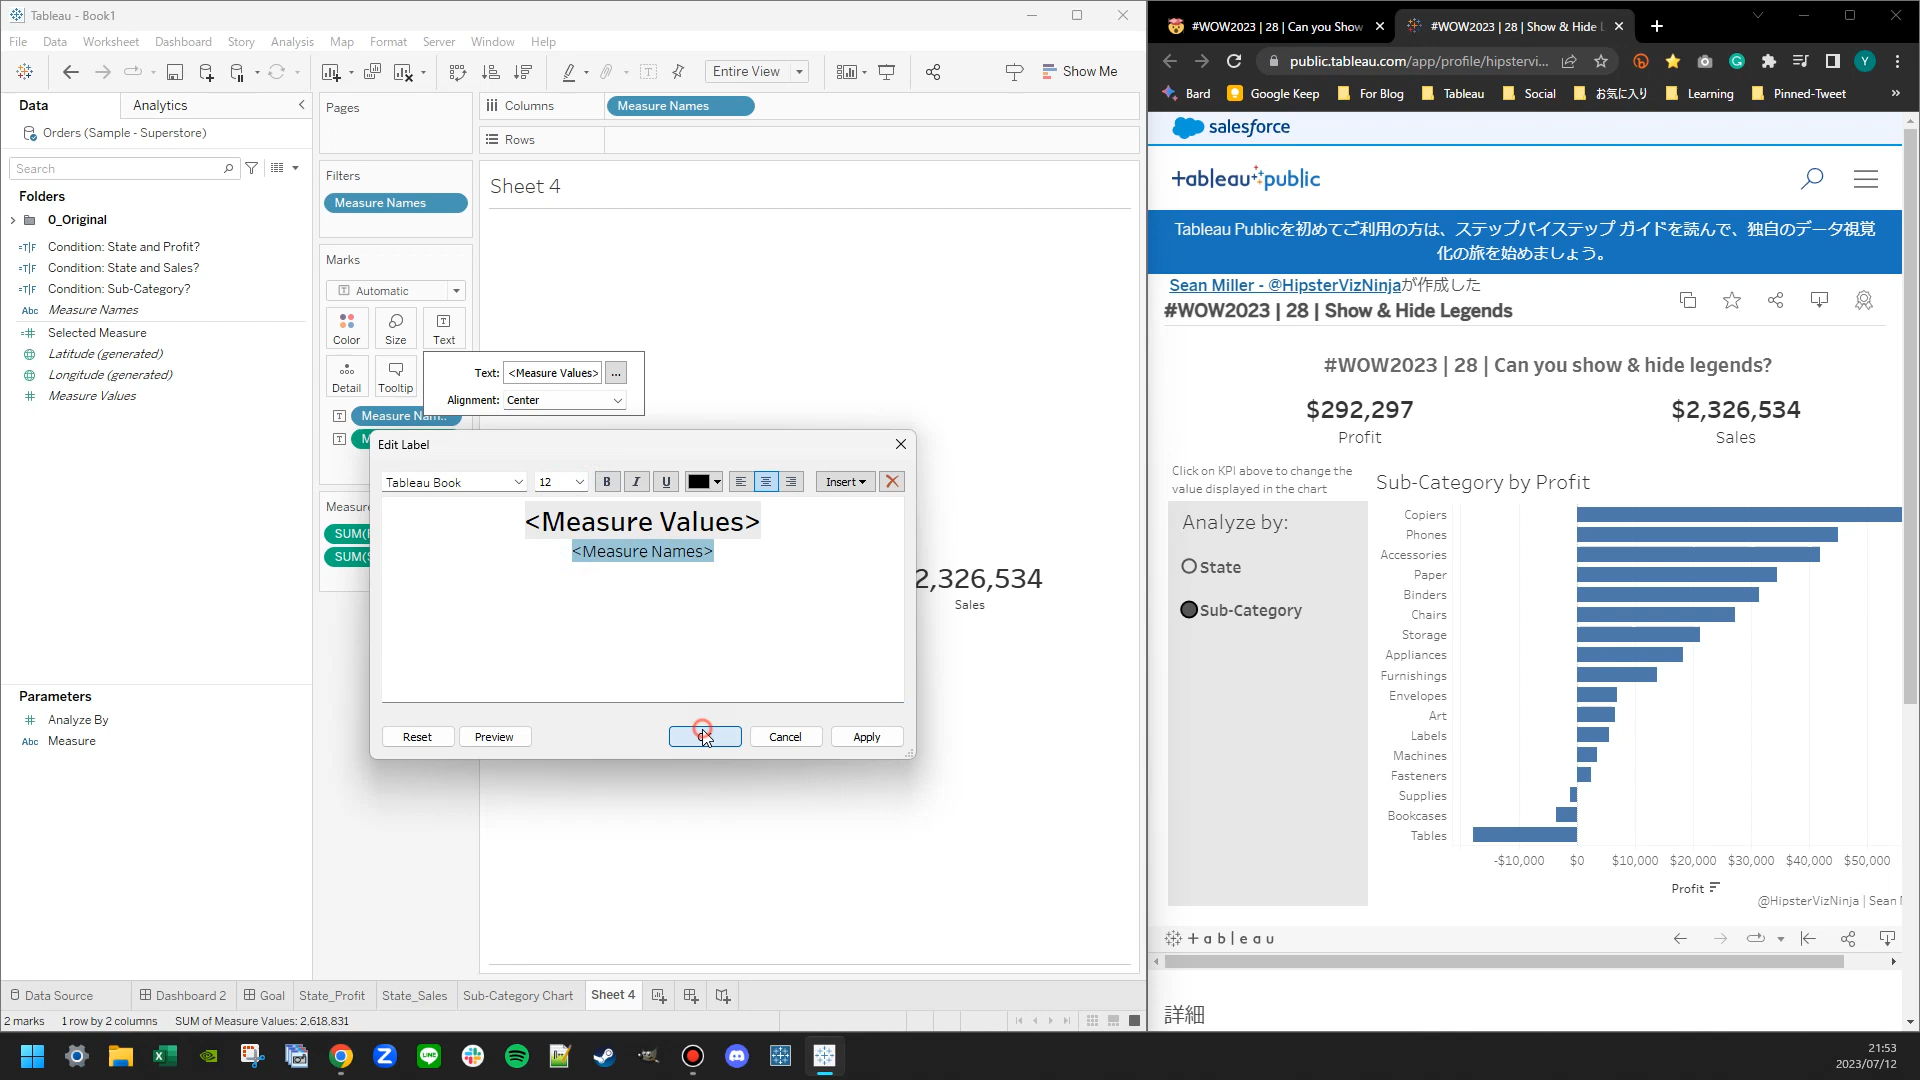 Tableau - Book1
File Data Worksheet Dashboard Story Analysis Map Format Server Window Help
Entire View
Show Me
Data Analytics
Orders (Sample - Superstore)
Search
Folders
0_Original
=T|F Condition: State and Profit?
=T|F Condition: State and Sales?
=T|F Condition: Sub-Category?
Abc Measure Names
Selected Measure
Latitude (generated)
Longitude (generated)
# Measure Values
Parameters
# Analyze By
Abc Measure
Pages
Filters
Measure Names
Marks
Automatic
Color Size Text
Detail Tooltip
Measure Nam..
SUM(
SUM(
Columns Measure Names
Rows
Sheet 4
2,326,534
Sales
Text: <Measure Values> ...
Alignment: Center
Edit Label
Tableau Book 12 B I U Insert
<Measure Values>
<Measure Names>
Reset Preview Cancel Apply
Data Source Dashboard 2 Goal State_Profit State_Sales Sub-Category Chart Sheet 4
2 marks 1 row by 2 columns SUM of Measure Values: 2,618,831
#WOW2023 | 28 | Can you Show
#WOW2023 | 28 | Show & Hide L
public.tableau.com/app/profile/hipstervi...
Y
Bard Google Keep For Blog Tableau Social お気に入り Learning Pinned-Tweet »
salesforce
+ableau+public
Tableau Publicを初めてご利用の方は、ステップバイステップ ガイドを読んで、独自のデータ視覚
化の旅を始めましょう。
Sean Miller - @HipsterVizNinjaが作成した
#WOW2023 | 28 | Show & Hide Legends
#WOW2023 | 28 | Can you show & hide legends?
$292,297
Profit
$2,326,534
Sales
Click on KPI above to change the
value displayed in the chart
Analyze by:
State
Sub-Category
Sub-Category by Profit
Copiers
Phones
Accessories
Paper
Binders
Chairs
Storage
Appliances
Furnishings
Envelopes
Art
Labels
Machines
Fasteners
Supplies
Bookcases
Tables
-$10,000 $0 $10,000 $20,000 $30,000 $40,000 $50,000
Profit
@HipsterVizNinja | Sean
+ a b | e a u
詳細
21:53
2023/07/12